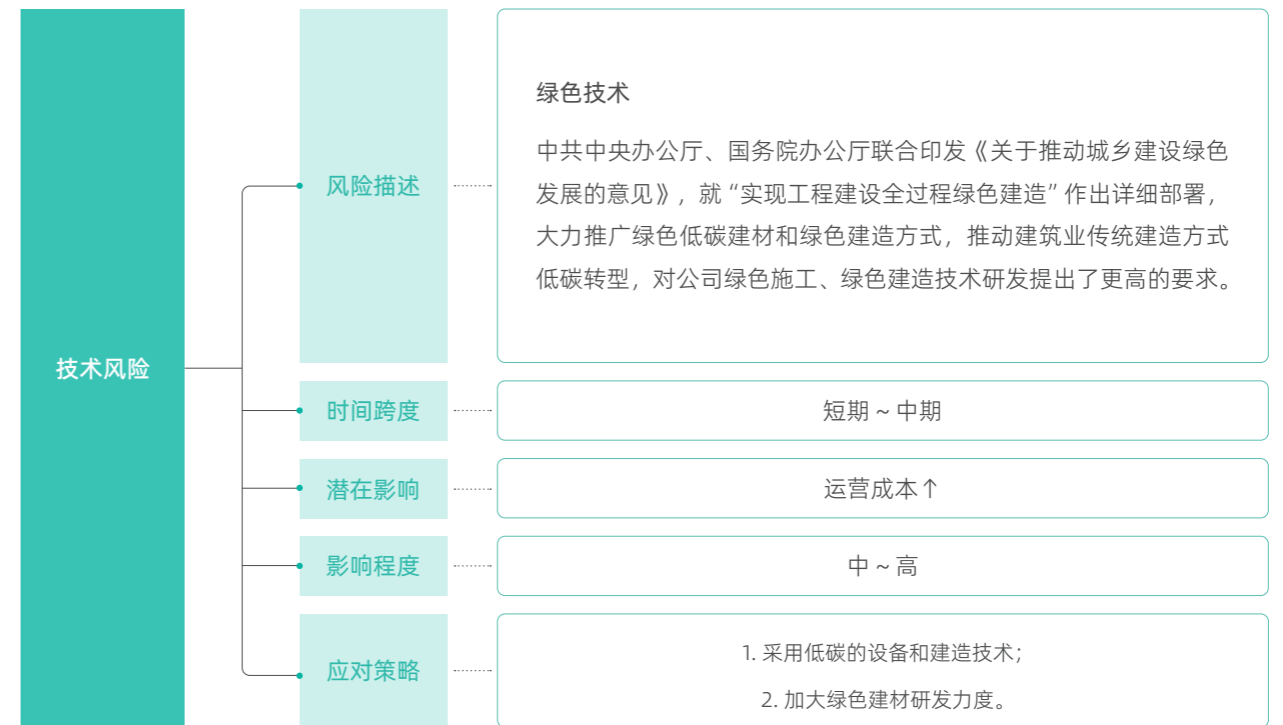 技术风险
风险描述
绿色技术
中共中央办公厅、国务院办公厅联合印发《关于推动城乡建设绿色
发展的意见》，就“实现工程建设全过程绿色建造”作出详细部署，
大力推广绿色低碳建材和绿色建造方式，推动建筑业传统建造方式
低碳转型，对公司绿色施工、绿色建造技术研发提出了更高的要求。
时间跨度
短期 ~ 中期
潜在影响
运营成本↑
影响程度
中 ~ 高
应对策略
1. 采用低碳的设备和建造技术；
2. 加大绿色建材研发力度。